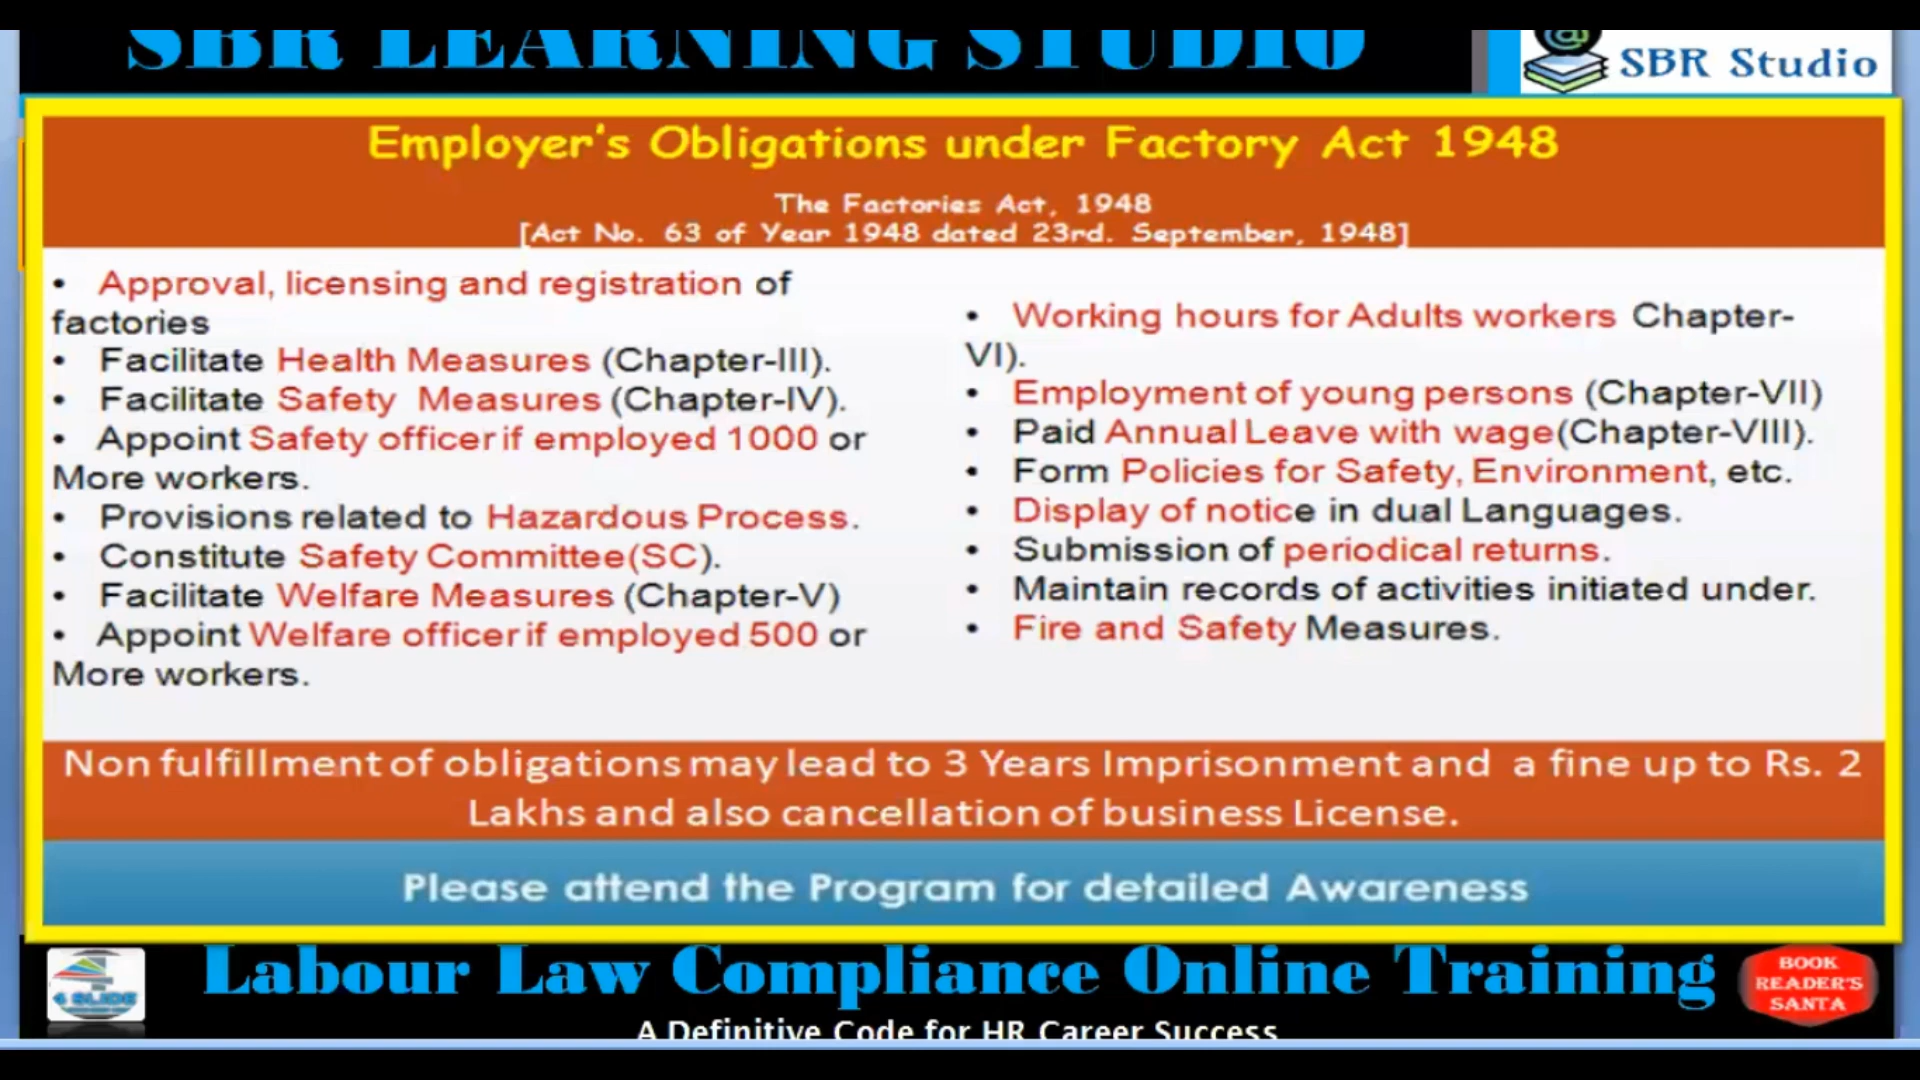 SBR LEARNING STUDIO
@
SBR Studio
Employer's Obligations under Factory Act 1948
The Factories Act, 1948
[Act No. 63 of Year 1948 dated 23rd. September, 1948]
• Approval, licensing and registration of
factories
• Facilitate Health Measures (Chapter-III).
• Facilitate Safety Measures (Chapter-IV).
• Appoint Safety officer if employed 1000 or
More workers.
• Provisions related to Hazardous Process.
• Constitute Safety Committee(SC).
• Facilitate Welfare Measures (Chapter-V)
• Appoint Welfare officer if employed 500 or
More workers.
• Working hours for Adults workers Chapter-
VI).
• Employment of young persons (Chapter-VII)
• Paid Annual Leave with wage(Chapter-VIII).
• Form Policies for Safety, Environment, etc.
• Display of notice in dual Languages.
• Submission of periodical returns.
• Maintain records of activities initiated under.
• Fire and Safety Measures.
Non fulfillment of obligations may lead to 3 Years Imprisonment and a fine up to Rs. 2
Lakhs and also cancellation of business License.
Please attend the Program for detailed Awareness
4 SLIDE
Labour Law Compliance Online Training
BOOK
READER'S
SANTA
A Definitive Code for HR Career Success